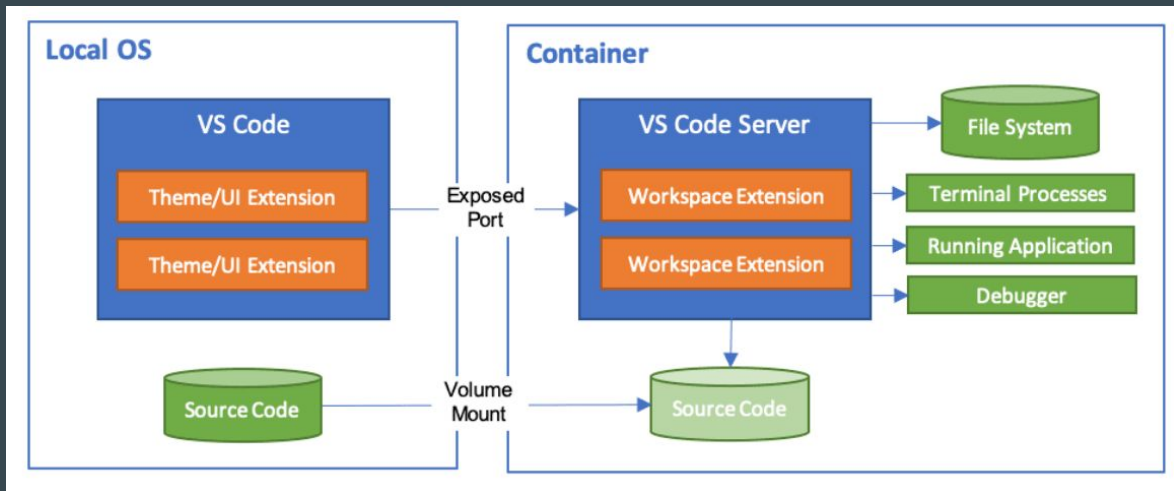 Local OS
VS Code
Theme/UI Extension
Theme/UI Extension
Source Code
Exposed
Port
Volume
Mount
Container
VS Code Server
Workspace Extension
Workspace Extension
File System
Terminal Processes
Running Application
Debugger
Source Code